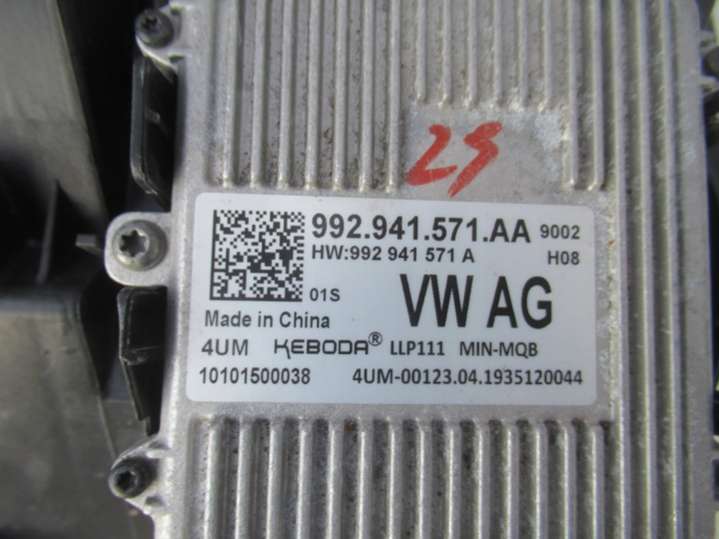 25
992.941.571.AA 9002
HW:992 941 571 A H08
01S VW AG
Made in China
4UM KEBODA® LLP111 MIN-MQB
10101500038 4UM-00123.04.1935120044